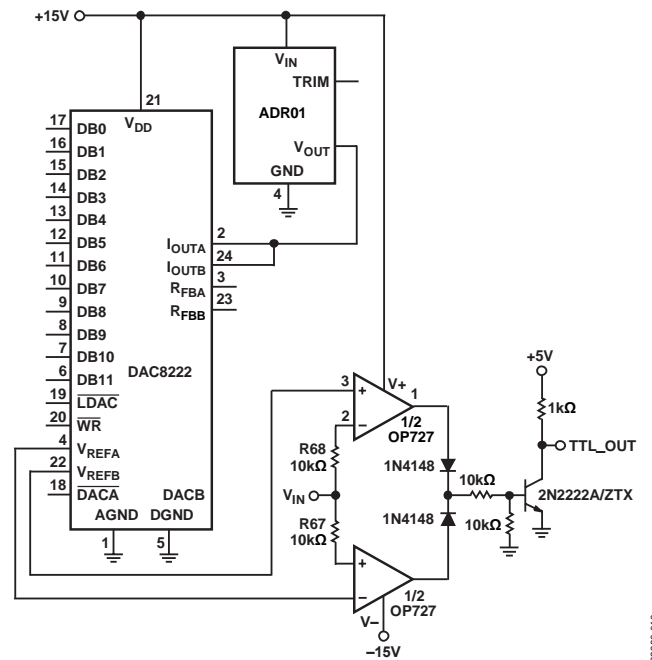 +15V
VIN
TRIM
ADR01
VOUT
GND
4
21
VDD
17 DB0
16 DB1
15 DB2
14 DB3
13 DB4
12 DB5
11 DB6
10 DB7
9 DB8
8 DB9
7 DB10
6 DB11
19 LDAC
20 WR
4 VREFA
22 VREFB
18 DACA
DAC8222
IOUTA 2
IOUTB 24
RFBA 3
RFBB 23
DACB
AGND DGND
1 5
3 + V+ 1
2 –
1/2
OP727
R68
10kΩ
VIN
R67
10kΩ
+
–
1/2
OP727
V–
–15V
1N4148
1N4148
10kΩ
10kΩ
+5V
1kΩ
TTL_OUT
2N2222A/ZTX